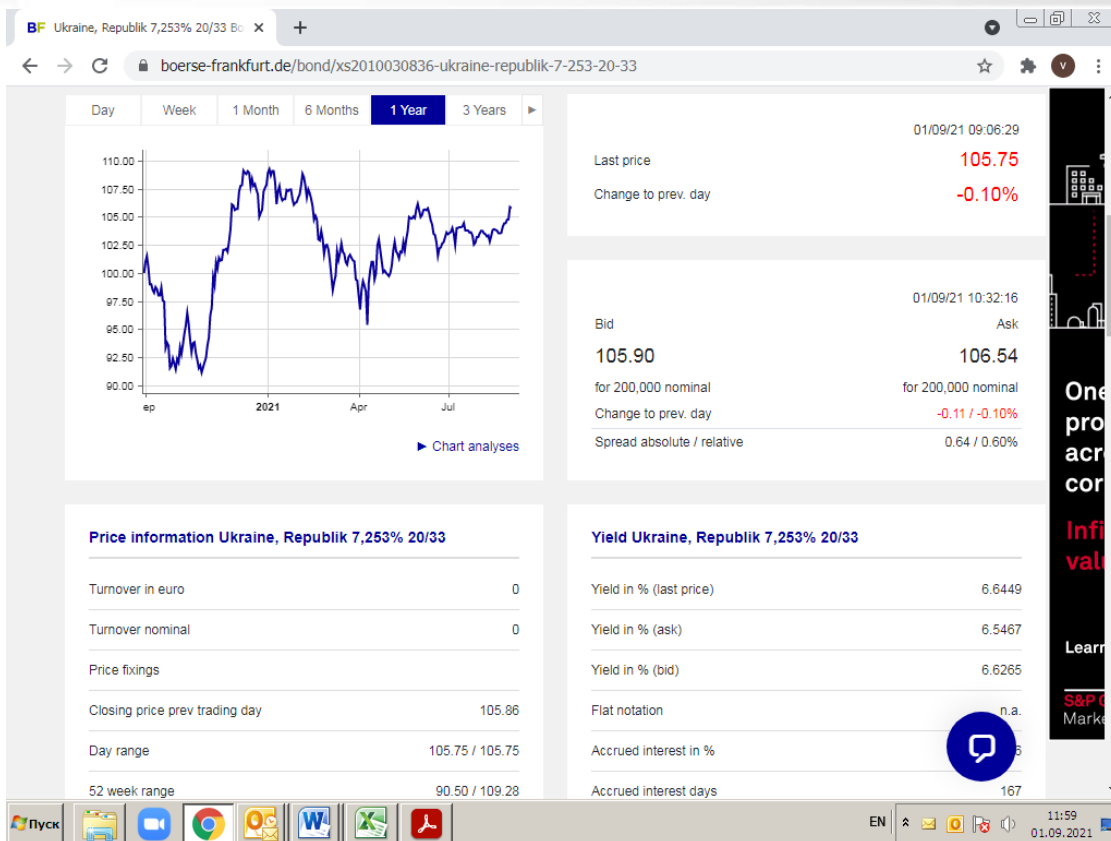 BF Ukraine, Republik 7,253% 20/33 Bo
boerse-frankfurt.de/bond/xs2010030836-ukraine-republik-7-253-20-33
V
Day Week 1 Month 6 Months 1 Year 3 Years
110.00
107.50
105.00
102.50
100.00
97.50
95.00
92.50
90.00
ep 2021 Apr Jul
Chart analyses
01/09/21 09:06:29
Last price 105.75
Change to prev. day -0.10%
01/09/21 10:32:16
Bid Ask
105.90 106.54
for 200,000 nominal for 200,000 nominal
Change to prev. day -0.11 / -0.10%
Spread absolute / relative 0.64 / 0.60%
Price information Ukraine, Republik 7,253% 20/33
Turnover in euro 0
Turnover nominal 0
Price fixings
Closing price prev trading day 105.86
Day range 105.75 / 105.75
52 week range 90.50 / 109.28
Yield Ukraine, Republik 7,253% 20/33
Yield in % (last price) 6.6449
Yield in % (ask) 6.5467
Yield in % (bid) 6.6265
Flat notation n.a.
Accrued interest in %
Accrued interest days 167
One
pro
acr
cor
Infi
valu
Learn
S&P G
Marke
Пуск
EN
11:59
01.09.2021